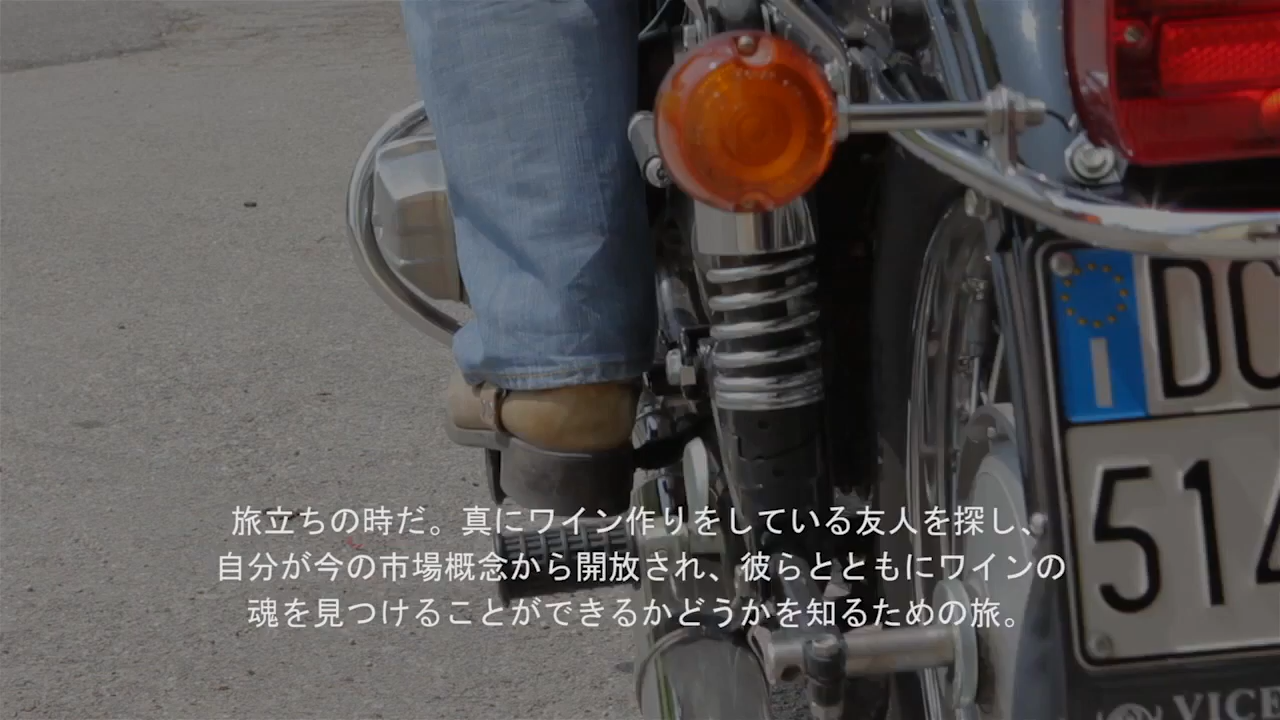 DC
514
VICE
旅立ちの時だ。真にワイン作りをしている友人を探し、
自分が今の市場概念から開放され、彼らとともにワインの
魂を見つけることができるかどうかを知るための旅。